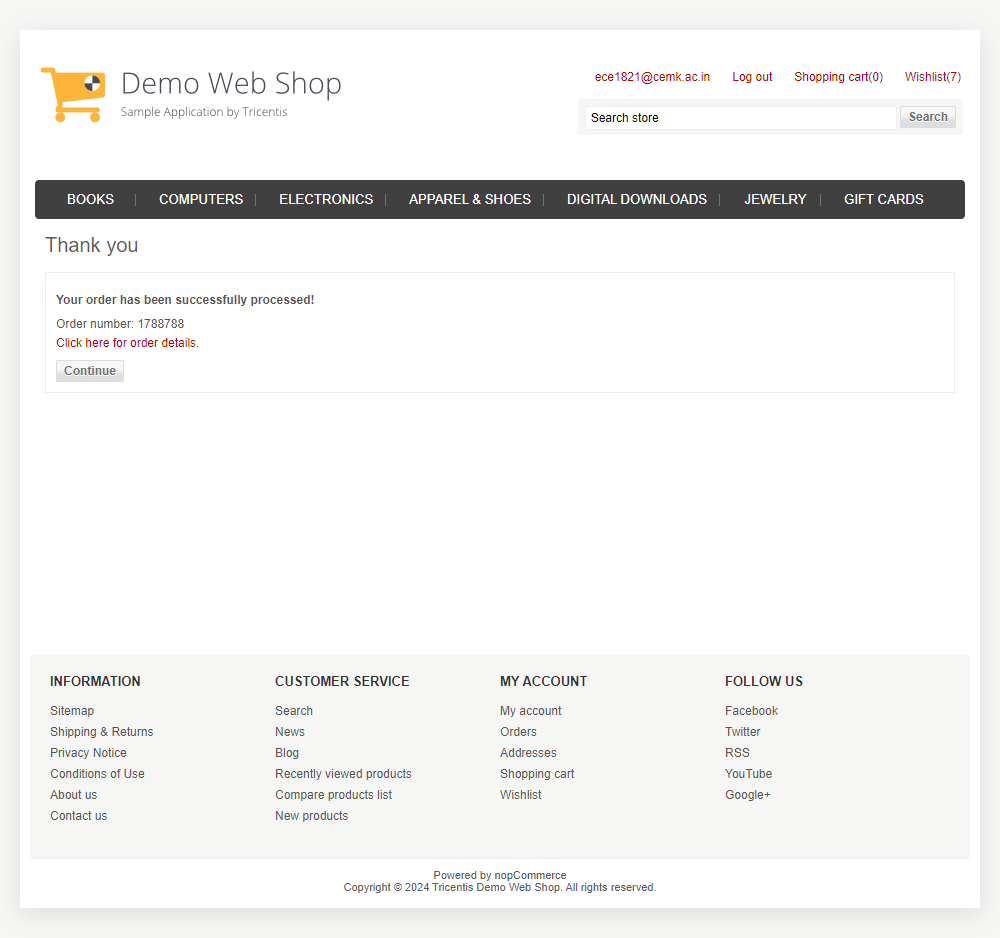 Demo Web Shop
Sample Application by Tricentis
ece1821@cemk.ac.in Log out Shopping cart(0) Wishlist(7)
Search store Search
BOOKS COMPUTERS ELECTRONICS APPAREL & SHOES DIGITAL DOWNLOADS JEWELRY GIFT CARDS
Thank you
Your order has been successfully processed!
Order number: 1788788
Click here for order details.
Continue
INFORMATION
Sitemap
Shipping & Returns
Privacy Notice
Conditions of Use
About us
Contact us
CUSTOMER SERVICE
Search
News
Blog
Recently viewed products
Compare products list
New products
MY ACCOUNT
My account
Orders
Addresses
Shopping cart
Wishlist
FOLLOW US
Facebook
Twitter
RSS
YouTube
Google+
Powered by nopCommerce
Copyright © 2024 Tricentis Demo Web Shop. All rights reserved.